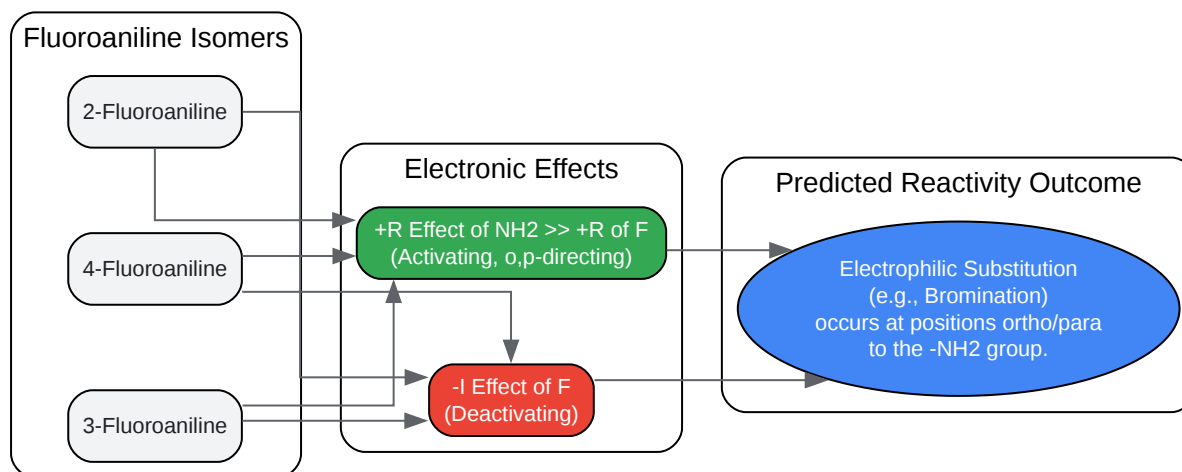 Fluoroaniline Isomers
2-Fluoroaniline
4-Fluoroaniline
3-Fluoroaniline
Electronic Effects
+R Effect of NH2 >> +R of F
(Activating, o,p-directing)
-I Effect of F
(Deactivating)
Predicted Reactivity Outcome
Electrophilic Substitution
(e.g., Bromination)
occurs at positions ortho/para
to the -NH2 group.